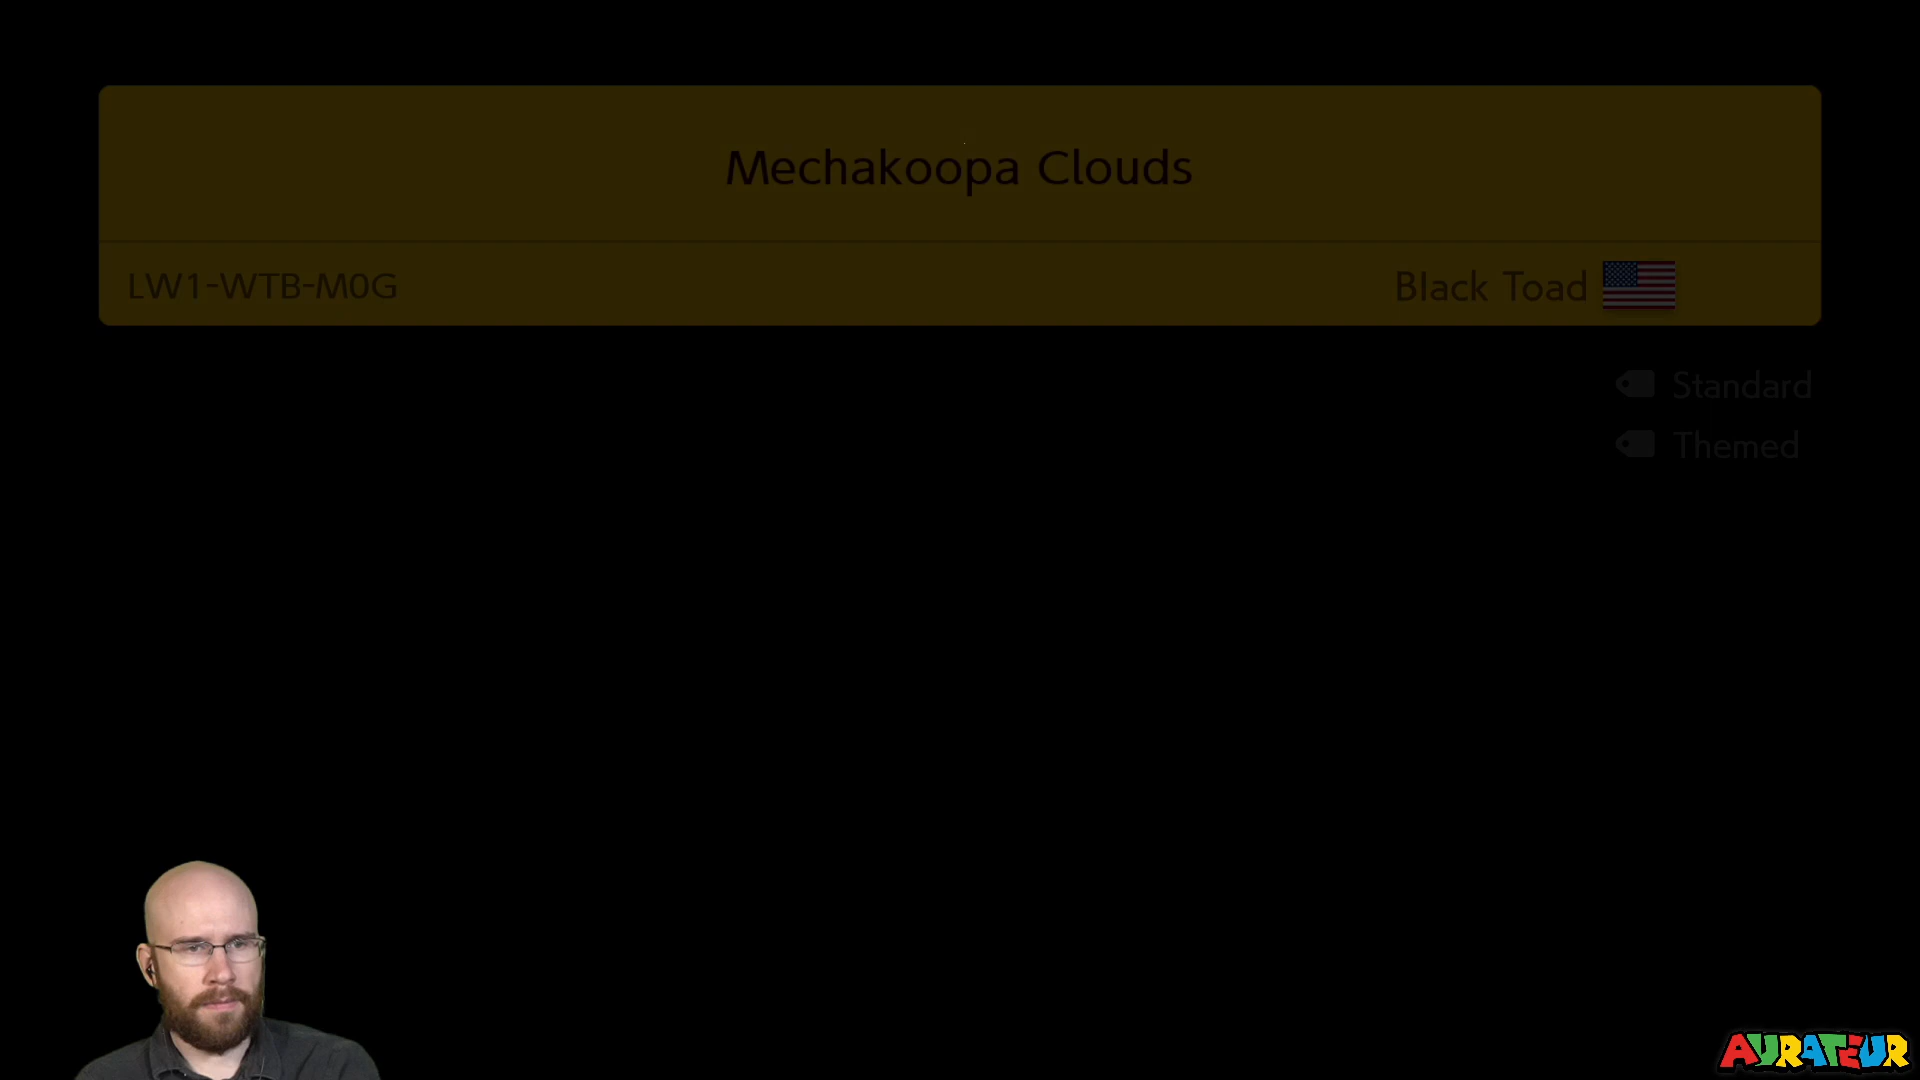 Mechakoopa Clouds
LW1-WTB-M0G
Black Toad
Standard
Themed
AURATEUR